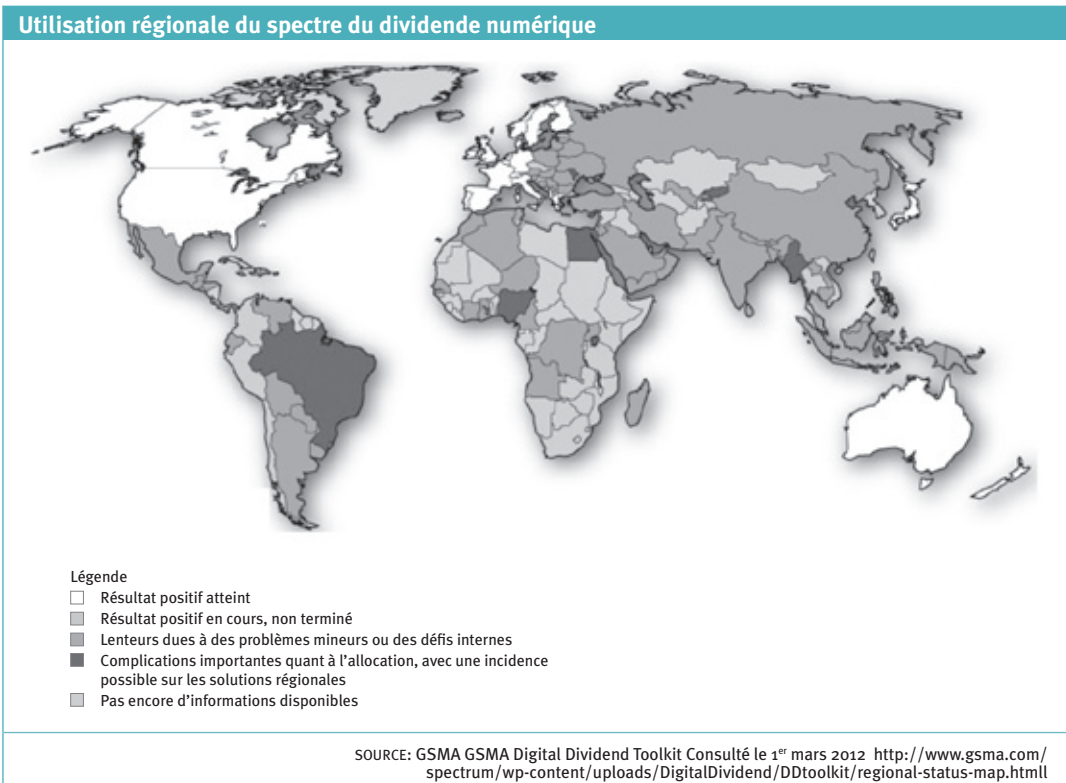 Utilisation régionale du spectre du dividende numérique
Légende
Résultat positif atteint
Résultat positif en cours, non terminé
Lenteurs dues à des problèmes mineurs ou des défis internes
Complications importantes quant à l’allocation, avec une incidence
possible sur les solutions régionales
Pas encore d’informations disponibles
SOURCE: GSMA GSMA Digital Dividend Toolkit Consulté le 1er mars 2012 http://www.gsma.com/
spectrum/wp-content/uploads/DigitalDividend/DDtoolkit/regional-status-map.htmll